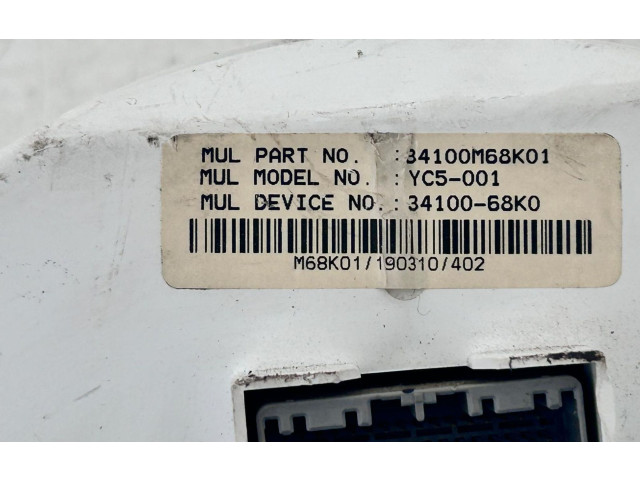 MUL PART NO. :34100M68K01
MUL MODEL NO. : YC5-001
MUL DEVICE NO.: 34100-68K0
M68K01/190310/402